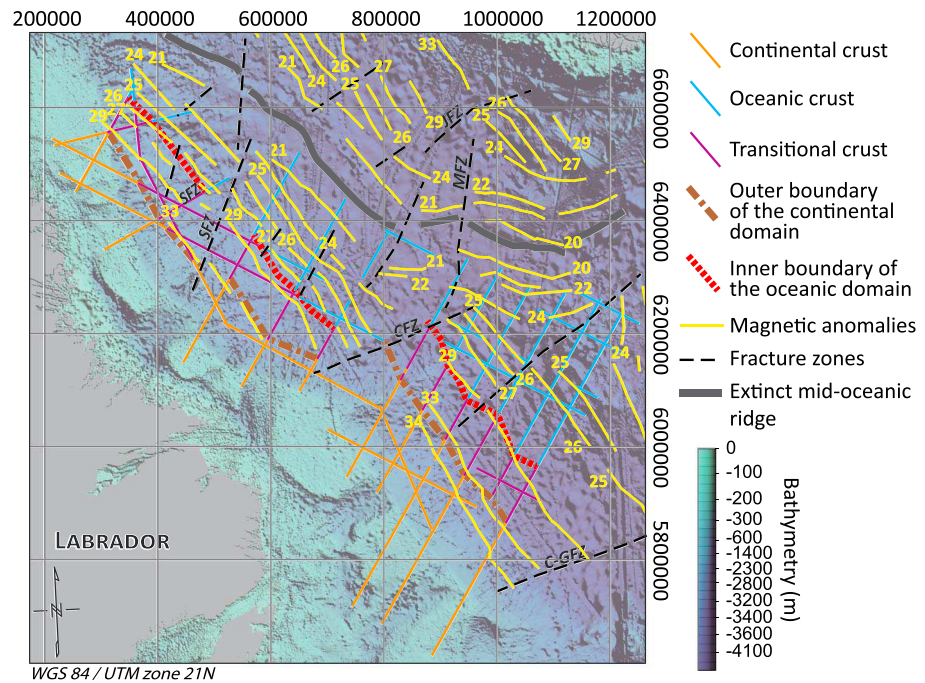 200000 400000 600000 800000 1000000 1200000
33
24 21
21
26
27
24
25
25
26
29
27
6600000
FZ
26
25
29
29
26
24
27
21
25
24
MFZ
22
21
SFZ
33
29
SFZ
27
26
24
20
6400000
21
22
20
22
25
24
CFZ
6200000
29
25
24
26
27
33
34
26
25
6000000
C-GFZ
5800000
LABRADOR
N
WGS 84 / UTM zone 21N
Continental crust
Oceanic crust
Transitional crust
Outer boundary
of the continental
domain
Inner boundary of
the oceanic domain
Magnetic anomalies
Fracture zones
Extinct mid-oceanic
ridge
0
-100
-200
-300
-600
-1400
-2300
-2800
-3200
-3400
-3600
-4100
Bathymetry (m)